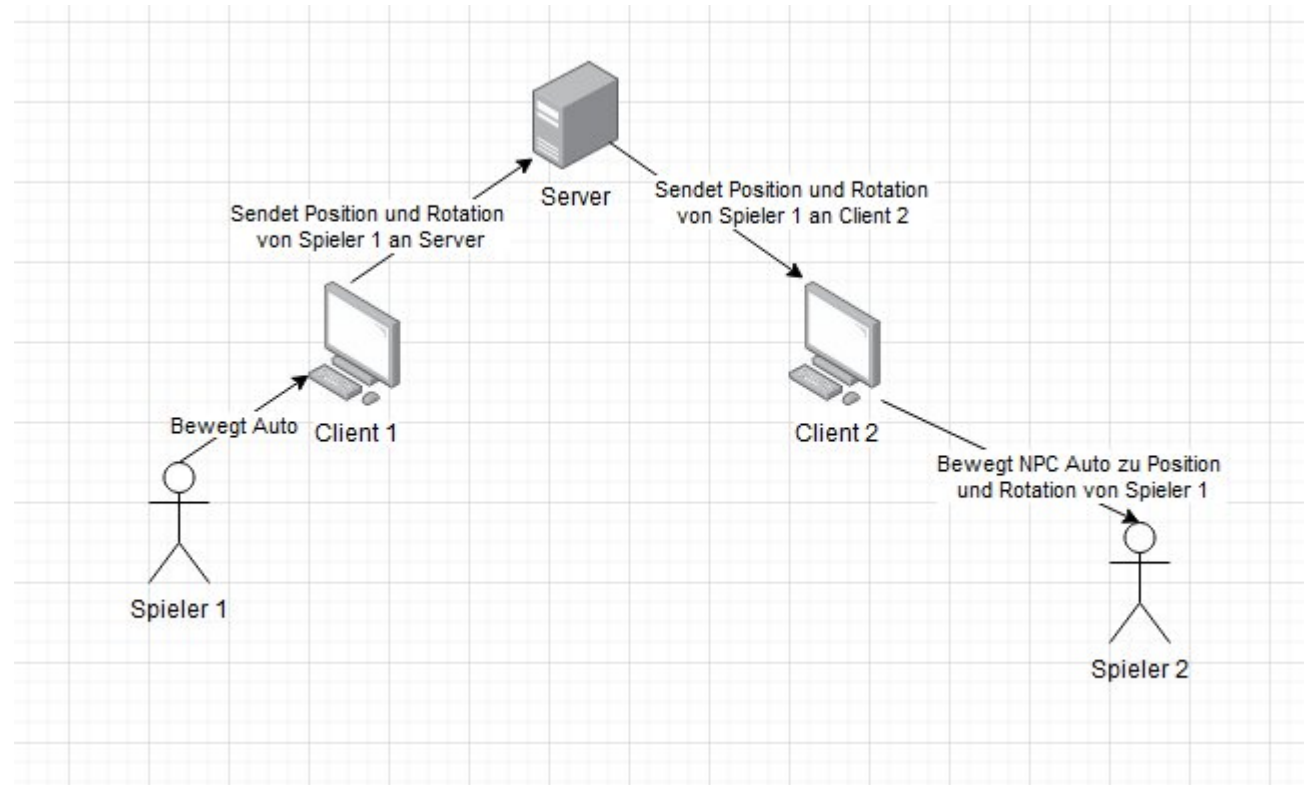 Server
Sendet Position und Rotation
von Spieler 1 an Server
Sendet Position und Rotation
von Spieler 1 an Client 2
Bewegt Auto
Client 1
Client 2
Bewegt NPC Auto zu Position
und Rotation von Spieler 1
Spieler 1
Spieler 2